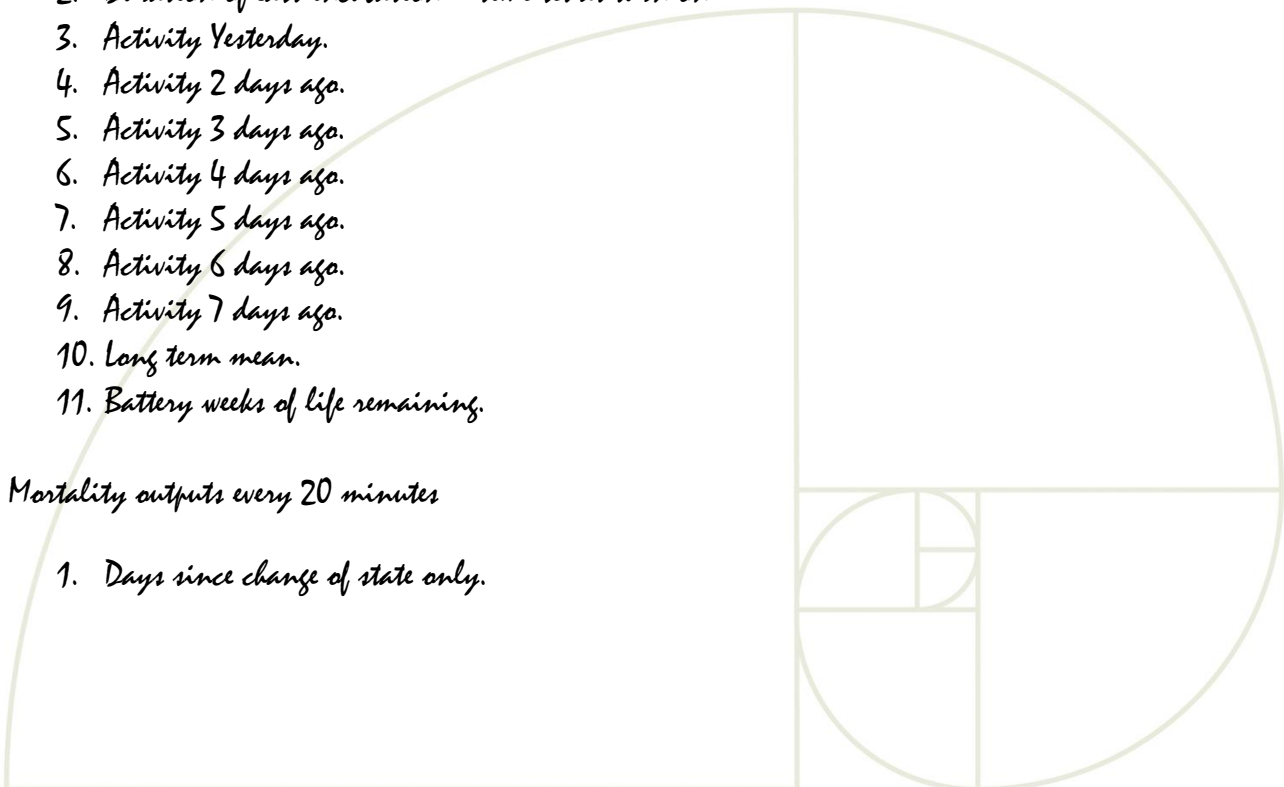 3. Activity Yesterday.
4. Activity 2 days ago.
5. Activity 3 days ago.
6. Activity 4 days ago.
7. Activity 5 days ago.
8. Activity 6 days ago.
9. Activity 7 days ago.
10. Long term mean.
11. Battery weeks of life remaining.
Mortality outputs every 20 minutes
1. Days since change of state only.